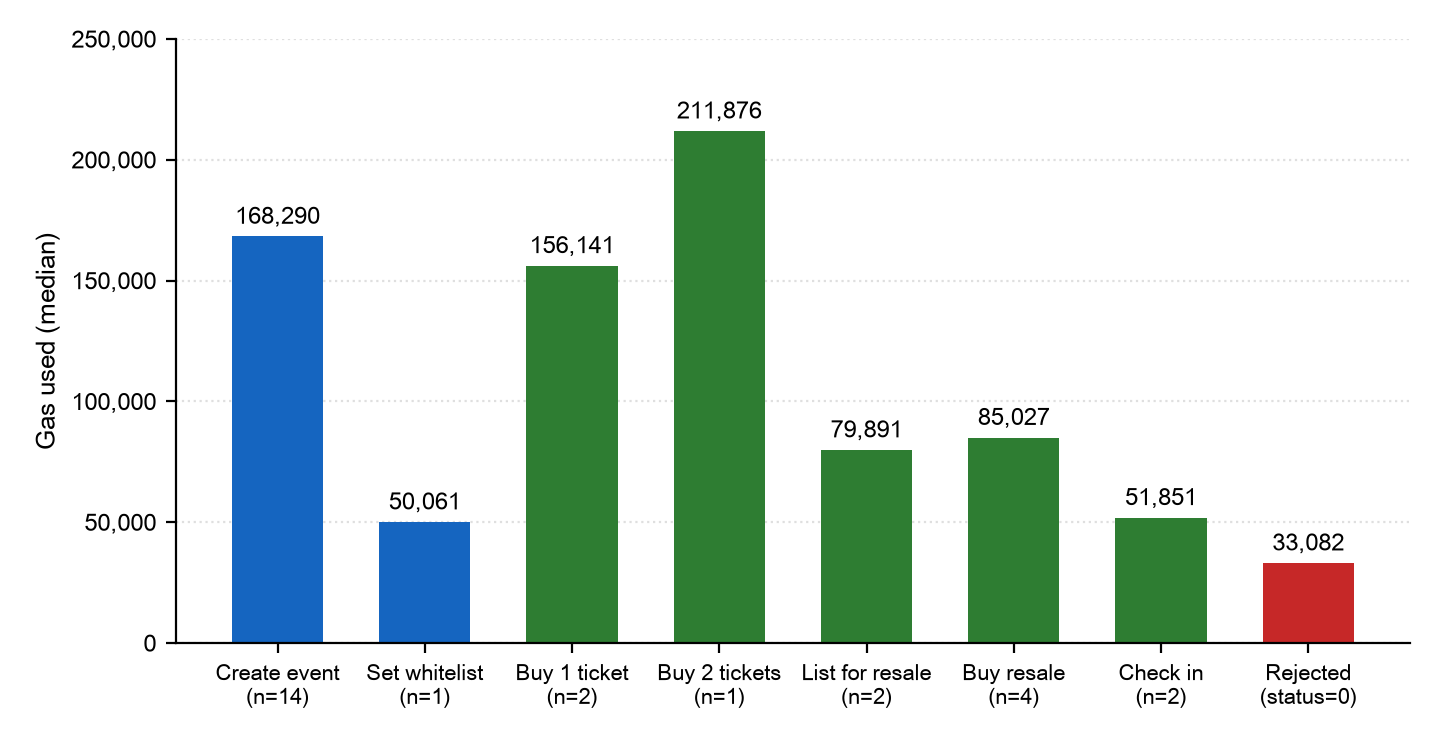 250,000
211,876
200,000
168,290
156,141
150,000
Gas used (median)
100,000
85,027
79,891
50,061
51,851
50,000
33,082
0
Create event
(n=14)
Set whitelist
(n=1)
Buy 1 ticket
(n=2)
Buy 2 tickets
(n=1)
List for resale
(n=2)
Buy resale
(n=4)
Check in
(n=2)
Rejected
(status=0)